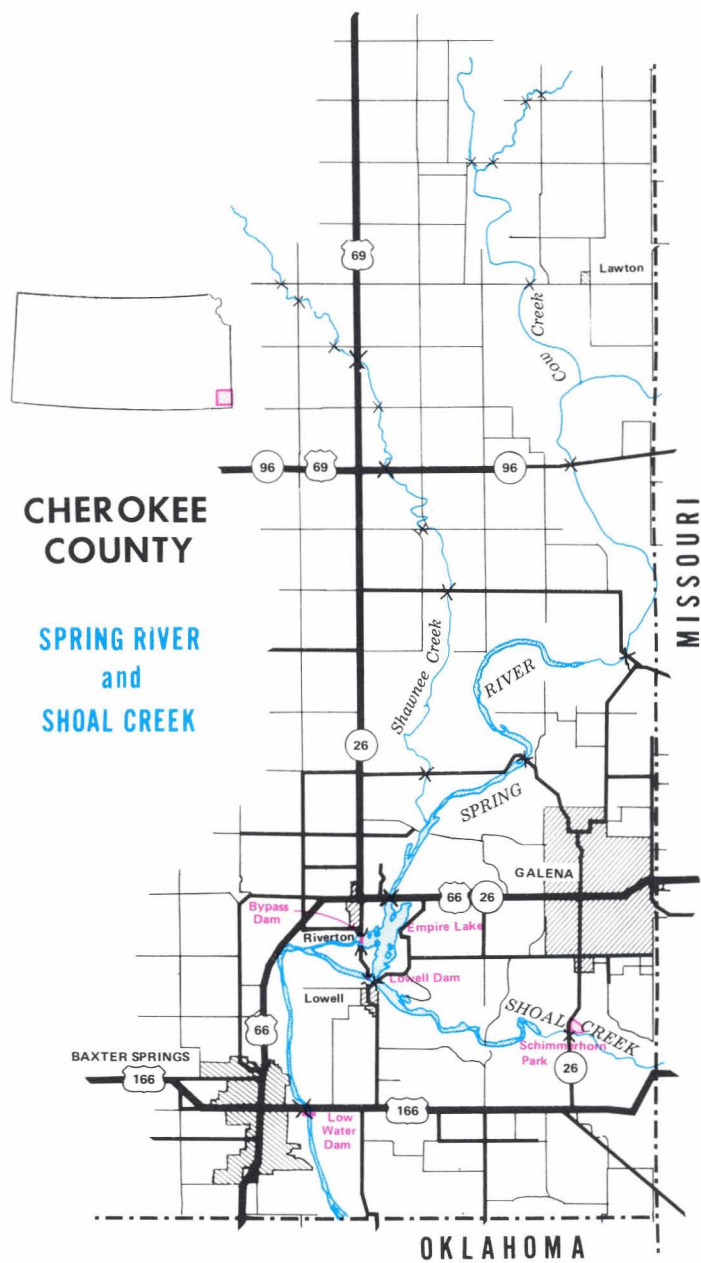 69
Lawton
Cow Creek
96
69
96
CHEROKEE
COUNTY
MISSOURI
SPRING RIVER
and
SHOAL CREEK
Shawnee Creek
RIVER
26
SPRING
GALENA
66
26
Bypass
Dam
Empire Lake
Riverton
Lowell Dam
Lowell
SHOAL CREEK
66
Schimmerhorn
Park
BAXTER SPRINGS
26
166
166
Low
Water
Dam
OKLAHOMA